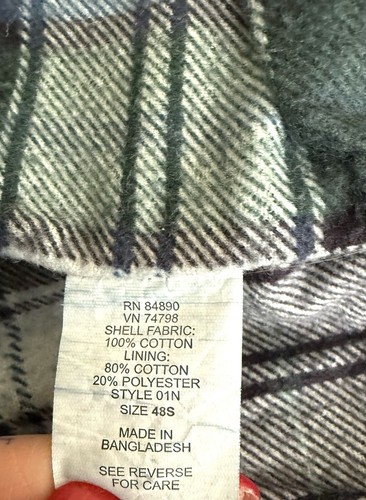 RN 84890
VN 74798
SHELL FABRIC:
100% COTTON
LINING:
80% COTTON
20% POLYESTER
STYLE 01N
SIZE 48S
MADE IN
BANGLADESH
SEE REVERSE
FOR CARE